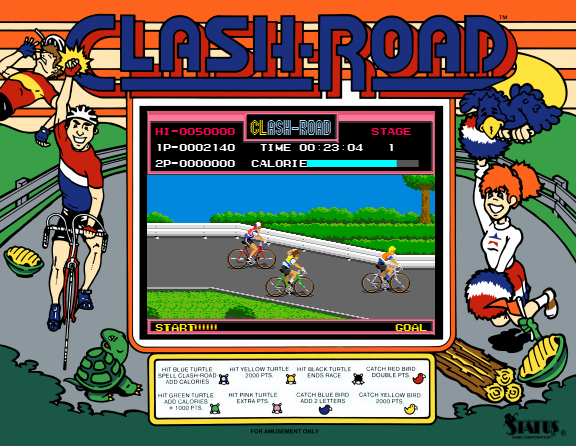 CLASH-ROAD™
HI-0050000 CLASH-ROAD STAGE
1P-0002140 TIME 00:23:04 1
2P-0000000 CALORIE
START GOAL
HIT BLUE TURTLE
SPELL CLASH-ROAD
ADD CALORIES
HIT YELLOW TURTLE
2000 PTS.
HIT BLACK TURTLE
ENDS RACE
CATCH RED BIRD
DOUBLE PTS.
HIT GREEN TURTLE
ADD CALORIES
+ 1000 PTS.
HIT PINK TURTLE
EXTRA PTS.
CATCH BLUE BIRD
ADD 2 LETTERS
CATCH YELLOW BIRD
2000 PTS.
FOR AMUSEMENT ONLY
STATUS ®
GAME CORPORATION